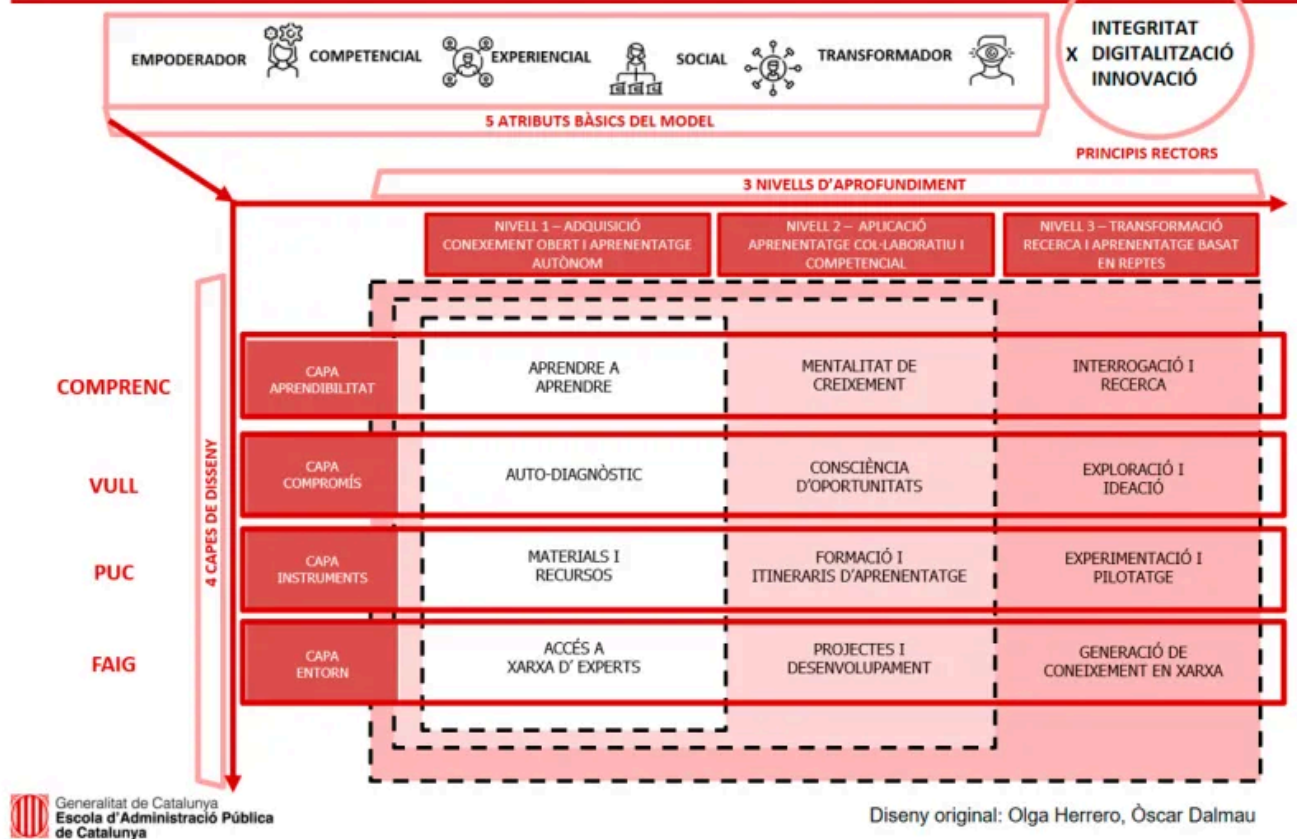 EMPODERADOR
COMPETENCIAL
EXPERIENCIAL
SOCIAL
TRANSFORMADOR
5 ATRIBUTS BÀSICS DEL MODEL
INTEGRITAT
X DIGITALITZACIÓ
INNOVACIÓ
PRINCIPIS RECTORS
3 NIVELLS D'APROFUNDIMENT
NIVELL 1 – ADQUISICIÓ
CONEXEMENT OBERT I APRENENTATGE
AUTÒNOM
NIVELL 2 – APLICACIÓ
APRENENTATGE COL·LABORATIU I
COMPETENCIAL
NIVELL 3 – TRANSFORMACIÓ
RECERCA I APRENENTATGE BASAT
EN REPTES
4 CAPES DE DISSENY
COMPRENC
CAPA
APRENDIBILITAT
APRENDRE A
APRENDRE
MENTALITAT DE
CREIXEMENT
INTERROGACIÓ I
RECERCA
VULL
CAPA
COMPROMÍS
AUTO-DIAGNÒSTIC
CONSCIÈNCIA
D'OPORTUNITATS
EXPLORACIÓ I
IDEACIÓ
PUC
CAPA
INSTRUMENTS
MATERIALS I
RECURSOS
FORMACIÓ I
ITINERARIS D'APRENENTATGE
EXPERIMENTACIÓ I
PILOTATGE
FAIG
CAPA
ENTORN
ACCÉS A
XARXA D' EXPERTS
PROJECTES I
DESENVOLUPAMENT
GENERACIÓ DE
CONEIXEMENT EN XARXA
Generalitat de Catalunya
Escola d'Administració Pública
de Catalunya
Diseny original: Olga Herrero, Òscar Dalmau